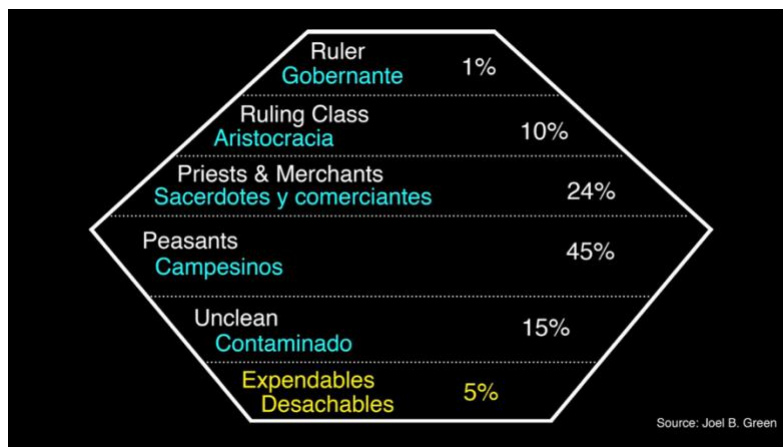 Ruler
Gobernante
1%
Ruling Class
Aristocracia
10%
Priests & Merchants
Sacerdotes y comerciantes
24%
Peasants
Campesinos
45%
Unclean
Contaminado
15%
Expendables
Desachables
5%
Source: Joel B. Green